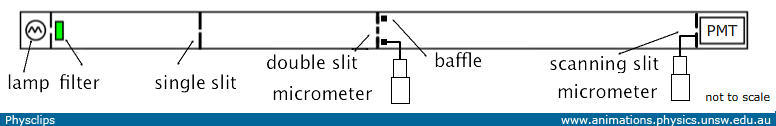 PMT
lamp filter
single slit
double slit
baffle
scanning slit
micrometer
micrometer
not to scale
Physclips
www.animations.physics.unsw.edu.au